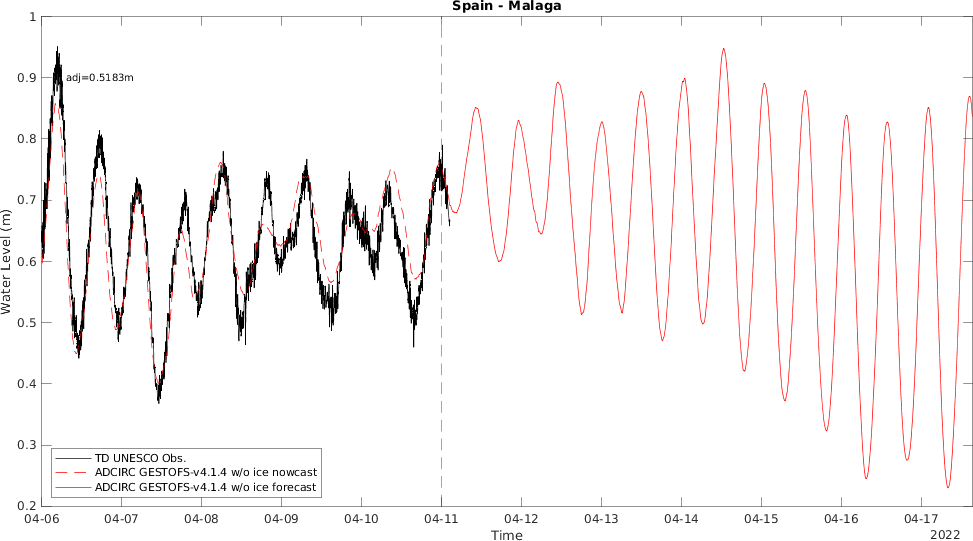 Spain - Malaga
Water Level (m)
1
0.9
0.8
0.7
0.6
0.5
0.4
0.3
0.2
adj=0.5183m
TD UNESCO Obs.
ADCIRC GESTOFS-v4.1.4 w/o ice nowcast
ADCIRC GESTOFS-v4.1.4 w/o ice forecast
04-06 04-07 04-08 04-09 04-10 04-11 04-12 04-13 04-14 04-15 04-16 04-17
2022
Time